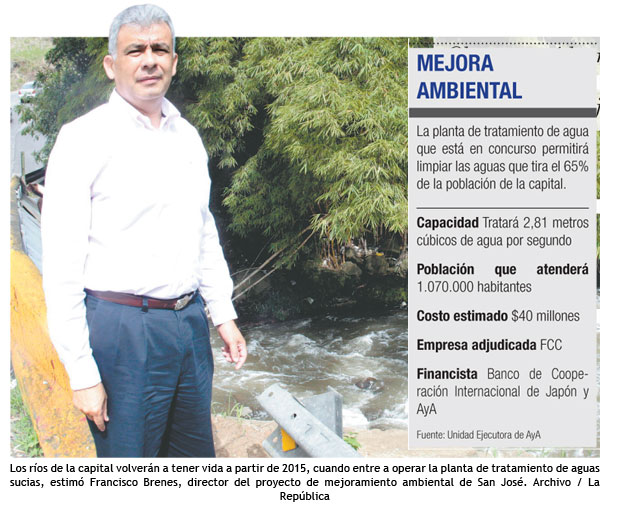 MEJORA
AMBIENTAL
La planta de tratamiento de agua
que está en concurso permitirá
limpiar las aguas que tira el 65%
de la población de la capital.
Capacidad Tratará 2,81 metros
cúbicos de agua por segundo
Población que atenderá
1.070.000 habitantes
Costo estimado $40 millones
Empresa adjudicada FCC
Financista Banco de Coope-
ración Internacional de Japón y
AyA
Fuente: Unidad Ejecutora de AyA
Los ríos de la capital volverán a tener vida a partir de 2015, cuando entre a operar la planta de tratamiento de aguas
sucias, estimó Francisco Brenes, director del proyecto de mejoramiento ambiental de San José. Archivo / La
República